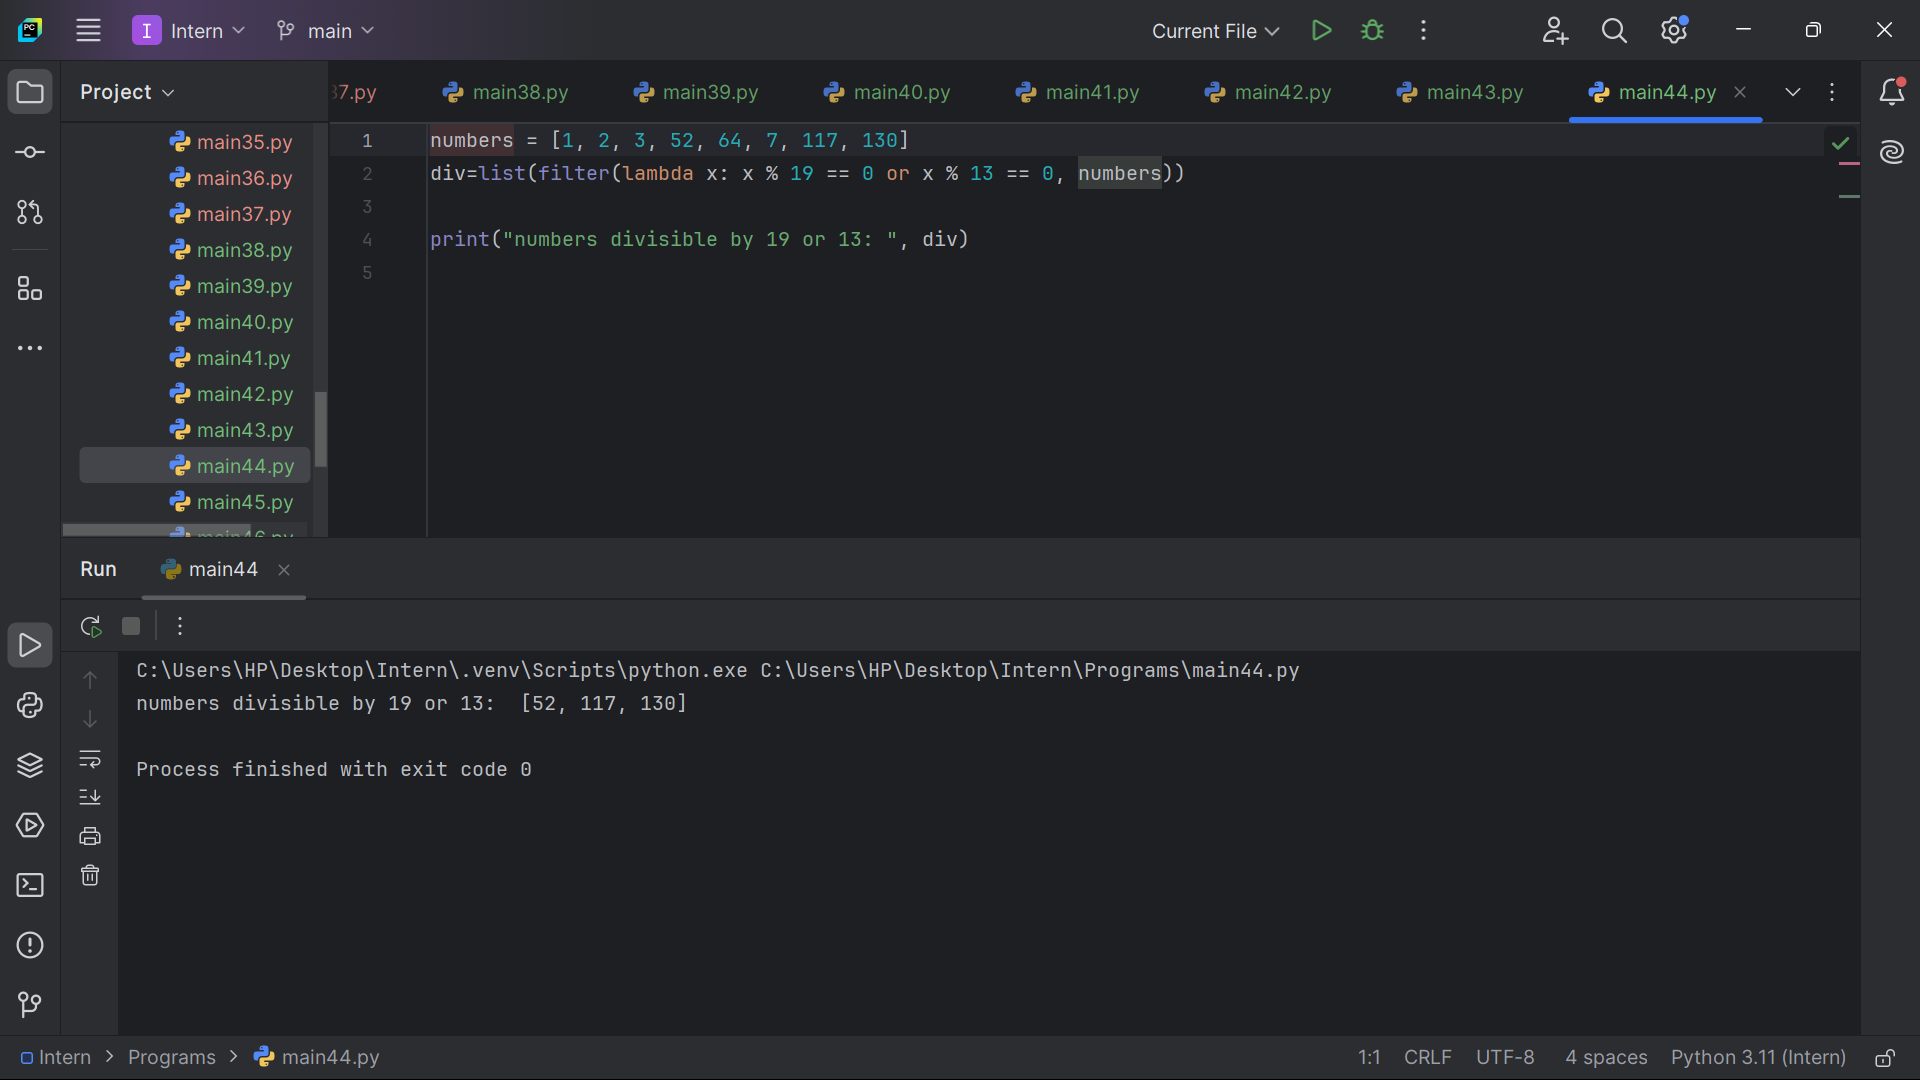 PC
I Intern main Current File
Project
37.py main38.py main39.py main40.py main41.py main42.py main43.py main44.py
main35.py
main36.py
main37.py
main38.py
main39.py
main40.py
main41.py
main42.py
main43.py
main44.py
main45.py
main46.py
1 numbers = [1, 2, 3, 52, 64, 7, 117, 130]
2 div=list(filter(lambda x: x % 19 == 0 or x % 13 == 0, numbers))
3
4 print("numbers divisible by 19 or 13: ", div)
5
Run main44
C:\Users\HP\Desktop\Intern\.venv\Scripts\python.exe C:\Users\HP\Desktop\Intern\Programs\main44.py
numbers divisible by 19 or 13:  [52, 117, 130]
Process finished with exit code 0
Intern > Programs > main44.py 1:1 CRLF UTF-8 4 spaces Python 3.11 (Intern)